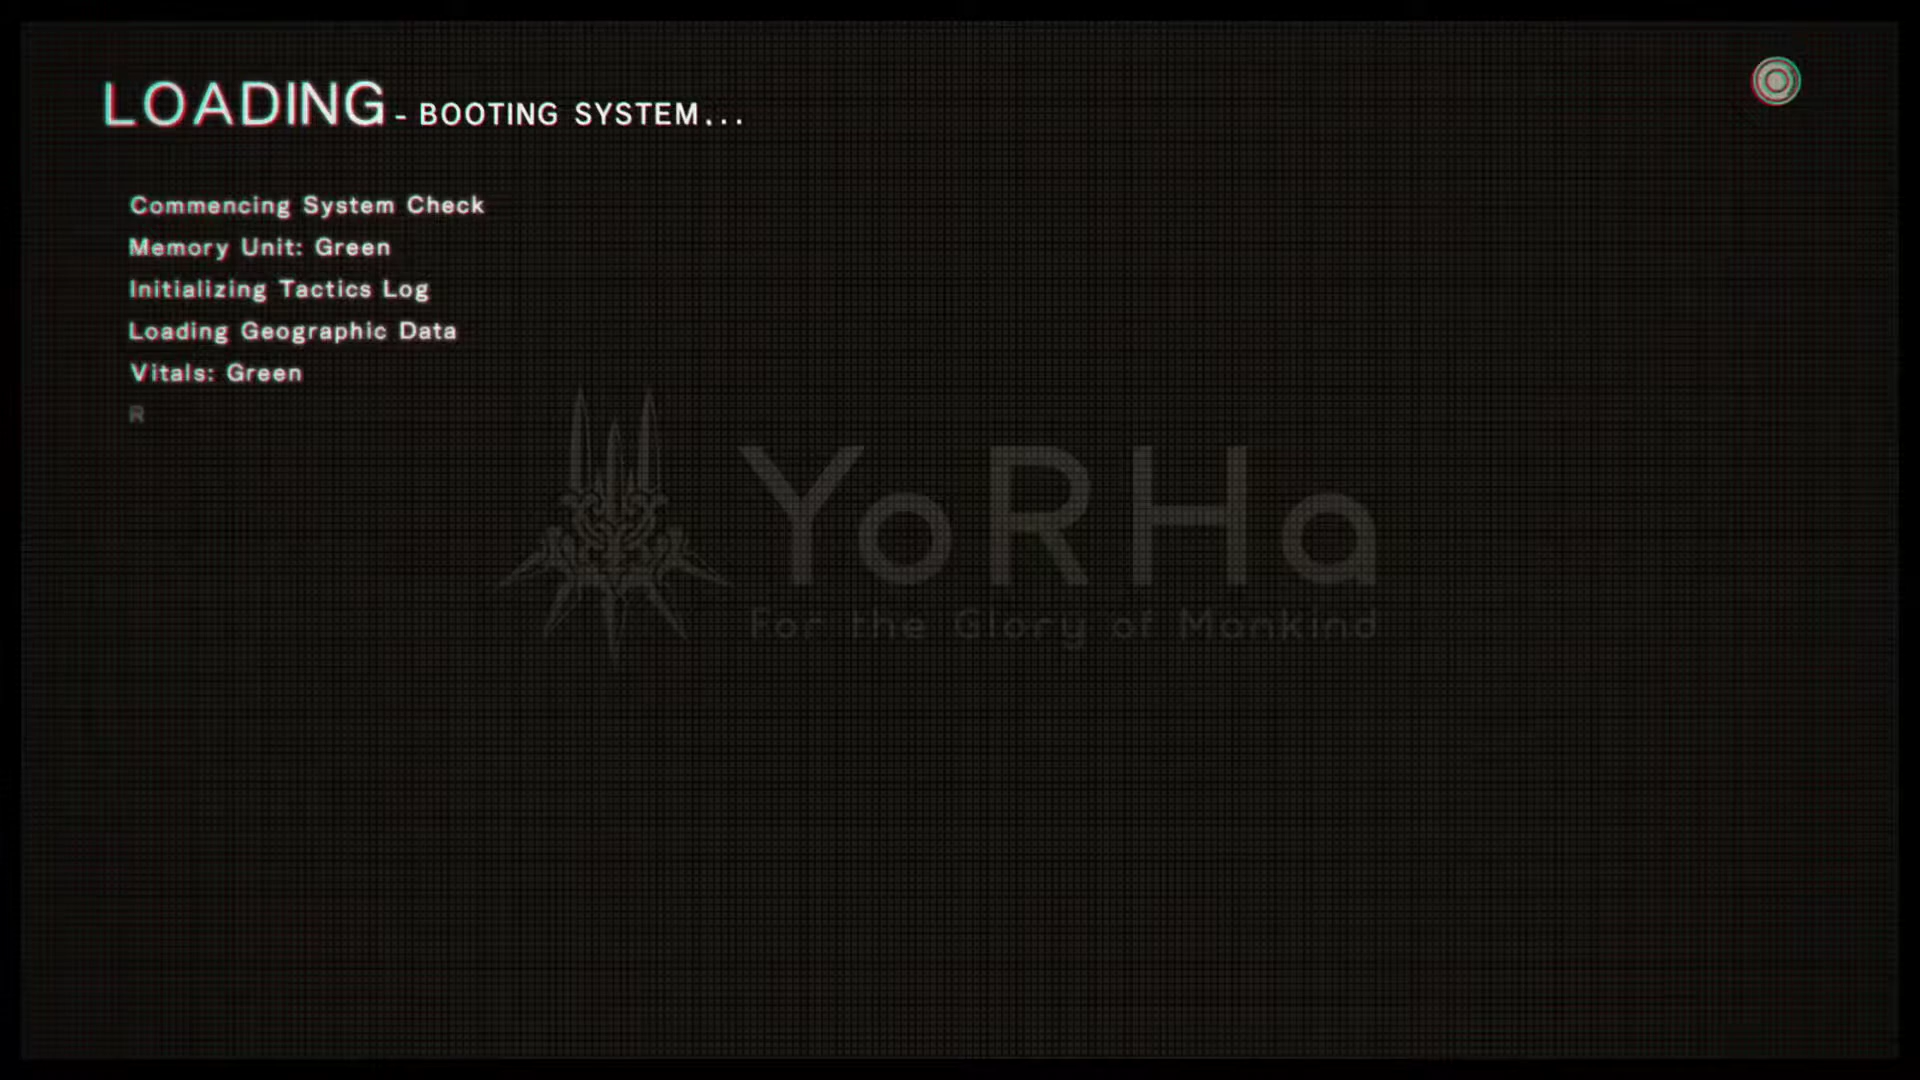 LOADING - BOOTING SYSTEM...
Commencing System Check
Memory Unit: Green
Initializing Tactics Log
Loading Geographic Data
Vitals: Green
R
YoRHa
For the Glory of Mankind